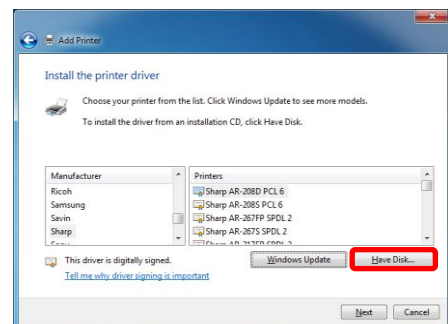 Add Printer
Install the printer driver
Choose your printer from the list. Click Windows Update to see more models.
To install the driver from an installation CD, click Have Disk.
Manufacturer
Ricoh
Samsung
Savin
Sharp
Sony
Printers
Sharp AR-208D PCL 6
Sharp AR-208S PCL 6
Sharp AR-267FP SPDL 2
Sharp AR-267S SPDL 2
This driver is digitally signed.
Tell me why driver signing is important
Windows Update
Have Disk...
Next
Cancel